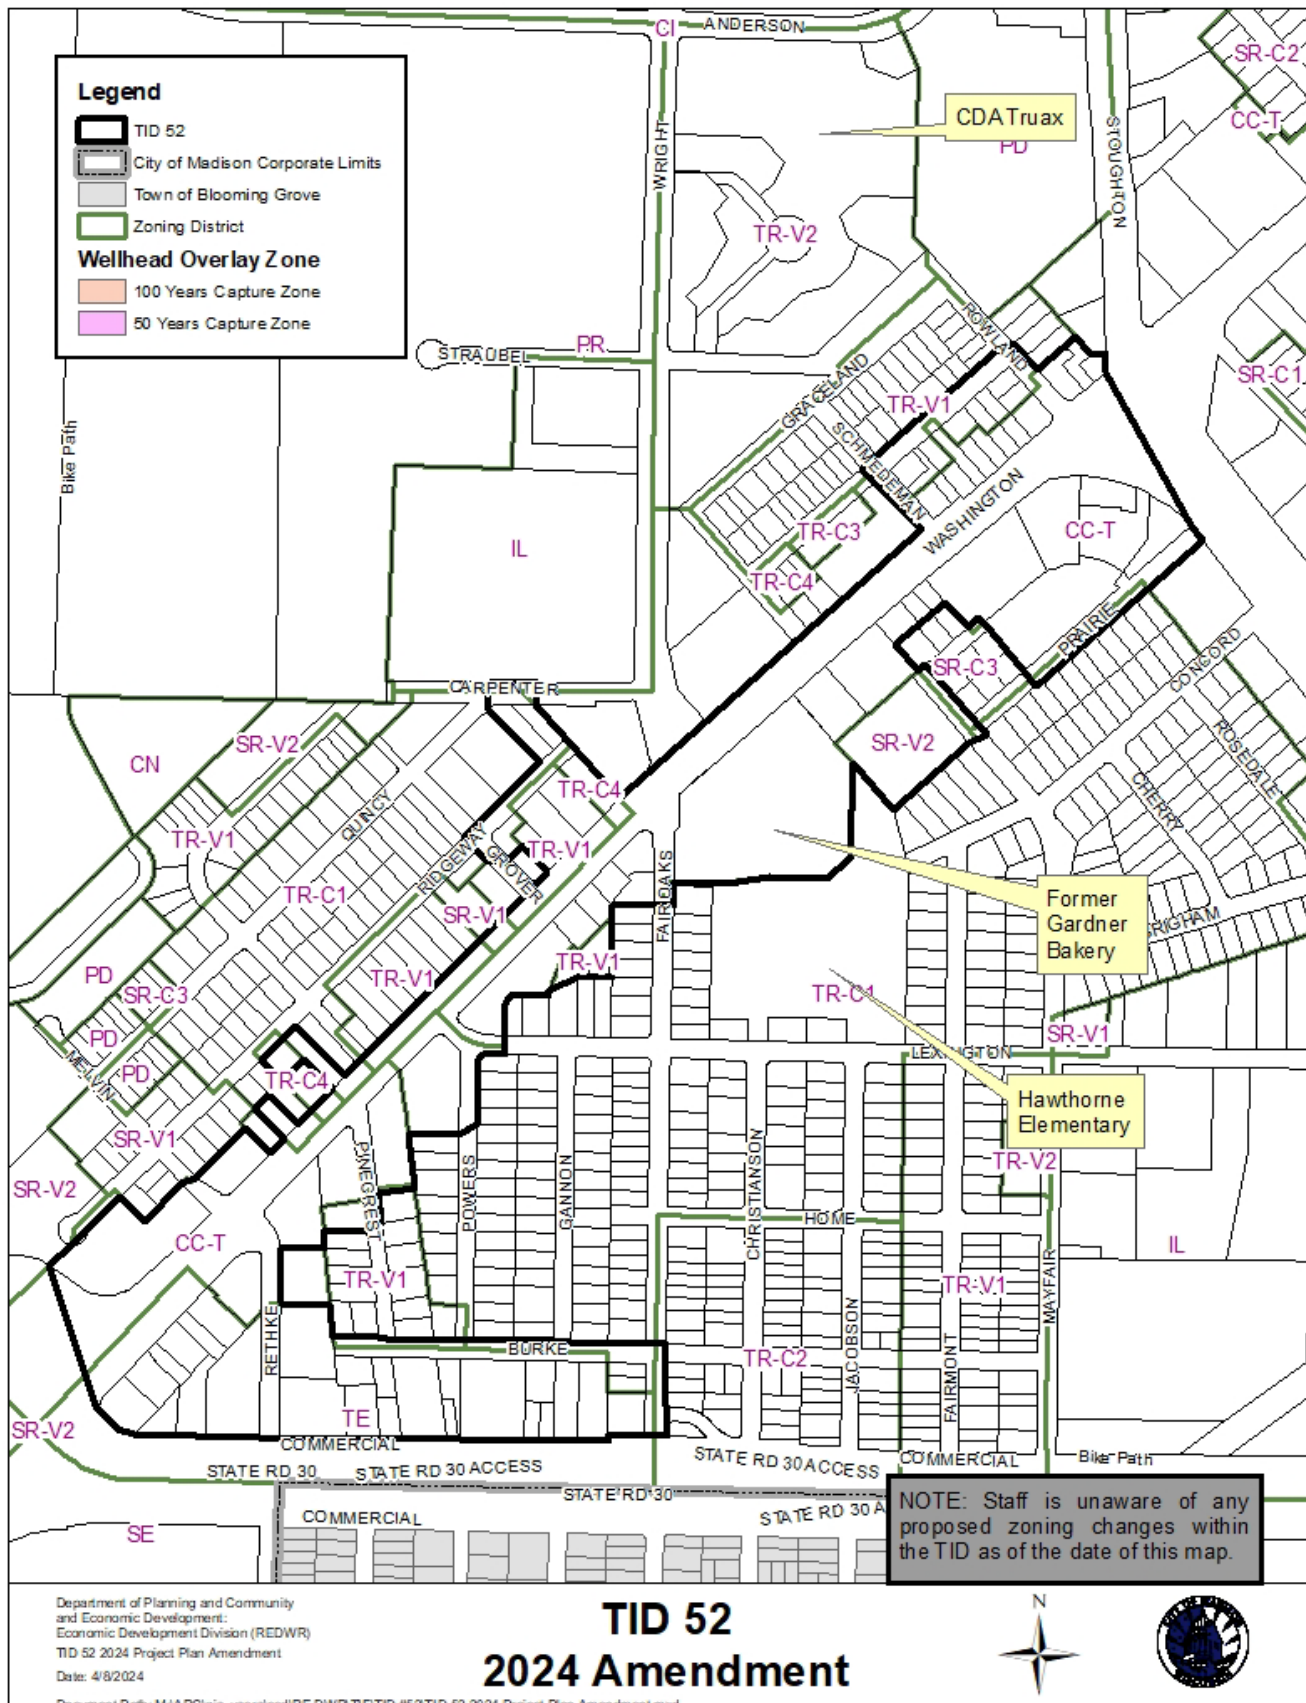 Legend
TID 52
City of Madison Corporate Limits
Town of Blooming Grove
Zoning District
Wellhead Overlay Zone
100 Years Capture Zone
50 Years Capture Zone
CI
ANDERSON
SR-C2
CC-T
CDA Truax
PD
WRIGHT
STOUGHTON
TR-V2
ROWLAND
STRAUBEL
PR
GRACELAND
TR-V1
SR-C1
Bike Path
SCHMEDEMAN
WASHINGTON
IL
TR-C3
CC-T
TR-C4
PRAIRIE
CONCORD
SR-C3
CARPENTER
SR-V2
CN
SR-V2
ROSEDALE
TR-C4
CHERRY
QUINCY
TR-V1
RIDGEWAY
GROVER
TR-V1
FAIR OAKS
TR-C1
SR-V1
Former
Gardner
Bakery
TR-V1
TR-V1
PD
SR-C3
TR-C1
PD
SR-V1
LEXINGTON
MELVIN
PD
TR-C4
Hawthorne
Elementary
SR-V1
PINECREST
POWERS
GANNON
CHRISTIANSON
TR-V2
SR-V2
HOME
CC-T
IL
TR-V1
TR-V1
MAYFAIR
RETHKE
JACOBSON
BURKE
TR-C2
FAIRMONT
TE
SR-V2
COMMERCIAL
STATE RD 30 ACCESS
COMMERCIAL
Bike Path
STATE RD 30
STATE RD 30 ACCESS
STATE RD 30
COMMERCIAL
STATE RD 30 A
SE
NOTE: Staff is unaware of any
proposed zoning changes within
the TID as of the date of this map.
Department of Planning and Community
and Economic Development:
Economic Development Division (REDWR)
TID 52 2024 Project Plan Amendment
Date: 4/8/2024
TID 52
2024 Amendment
N